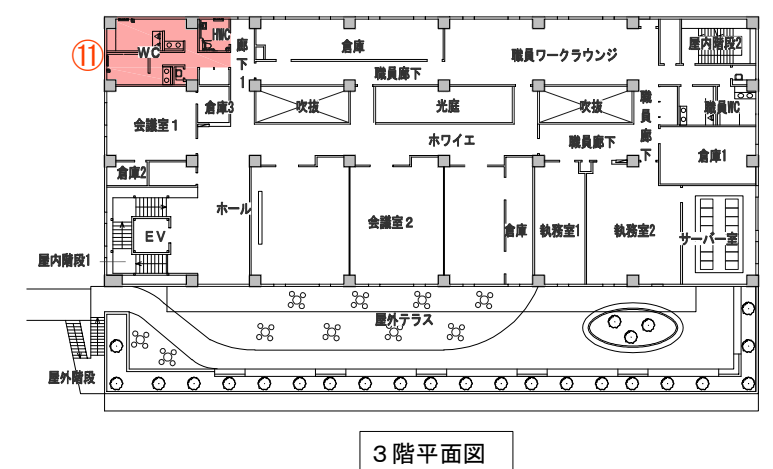 ⑪
WC
HWC
廊下1
倉庫
職員ワークラウンジ
屋内階段2
職員廊下
倉庫3
吹抜
光庭
吹抜
職員廊下
職員WC
会議室1
ホワイエ
職員廊下
倉庫1
倉庫2
ホール
会議室2
倉庫
執務室1
執務室2
サーバー室
EV
屋内階段1
屋外テラス
屋外階段
3階平面図